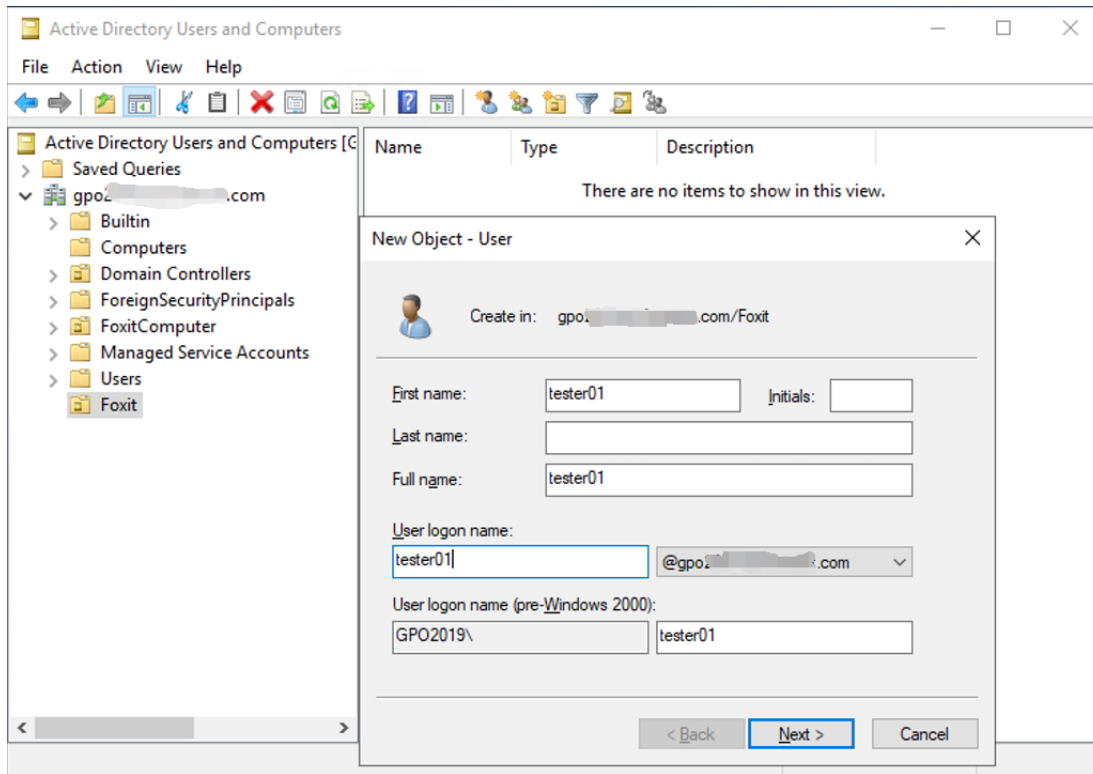 Active Directory Users and Computers
File Action View Help
Active Directory Users and Computers [G
Name Type Description
Saved Queries
There are no items to show in this view.
.com
Builtin
Computers
Domain Controllers
ForeignSecurityPrincipals
FoxitComputer
Managed Service Accounts
Users
Foxit
New Object - User
Create in: .com/Foxit
First name: tester01 Initials:
Last name:
Full name: tester01
User logon name:
tester01 @ .com
User logon name (pre-Windows 2000):
GPO2019\ tester01
< Back Next > Cancel